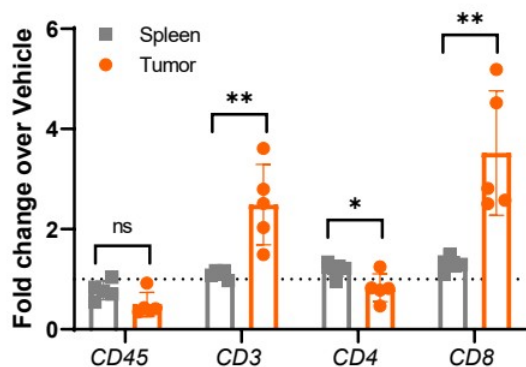 Fold change over Vehicle
6
4
2
0
Spleen
Tumor
ns
**
*
**
CD45
CD3
CD4
CD8